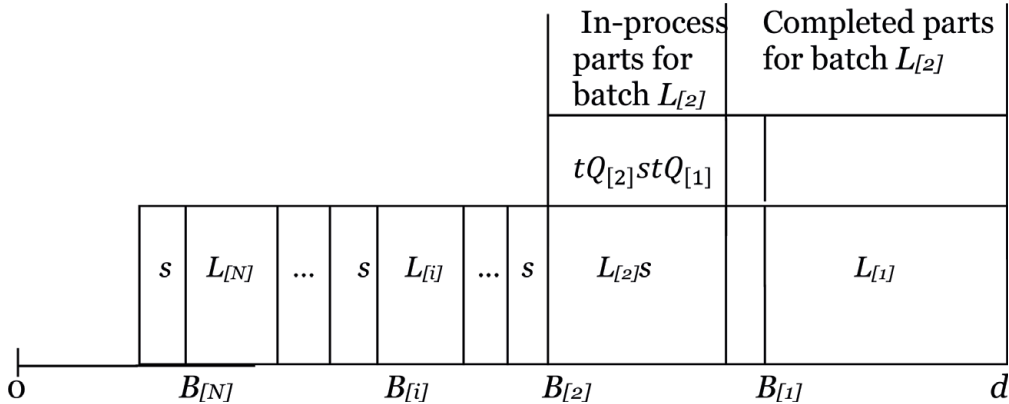 In-process
parts for
batch L[2]
Completed parts
for batch L[2]
tQ[2]stQ[1]
s L[N] ... s L[i] ... s L[2]s L[1]
0 B[N] B[i] B[2] B[1] d